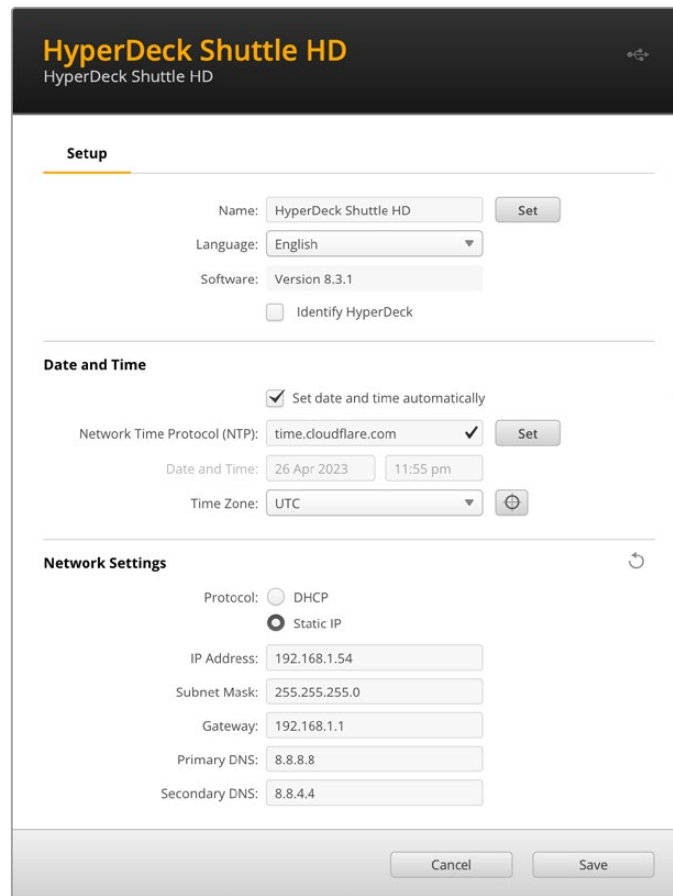 HyperDeck Shuttle HD
HyperDeck Shuttle HD
Setup
Name: HyperDeck Shuttle HD Set
Language: English
Software: Version 8.3.1
Identify HyperDeck
Date and Time
Set date and time automatically
Network Time Protocol (NTP): time.cloudflare.com Set
Date and Time: 26 Apr 2023 11:55 pm
Time Zone: UTC
Network Settings
Protocol: DHCP
Static IP
IP Address: 192.168.1.54
Subnet Mask: 255.255.255.0
Gateway: 192.168.1.1
Primary DNS: 8.8.8.8
Secondary DNS: 8.8.4.4
Cancel Save